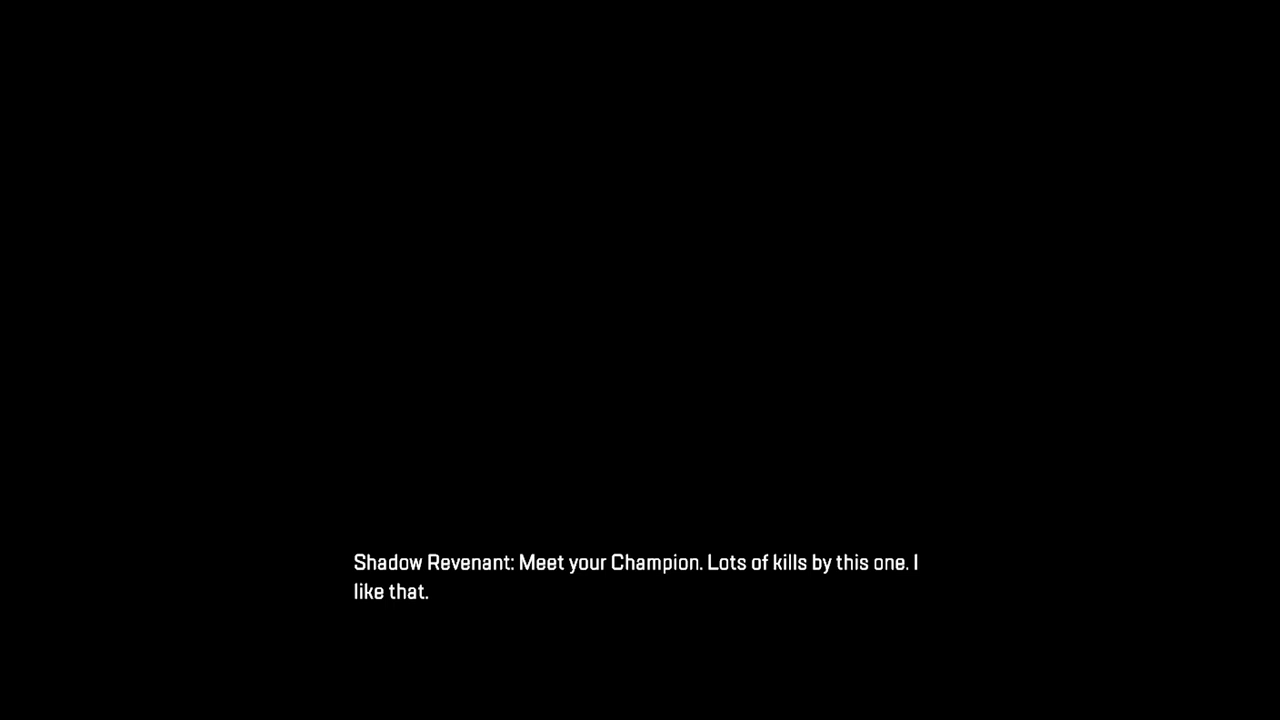 Shadow Revenant: Meet your Champion. Lots of kills by this one. I
like that.